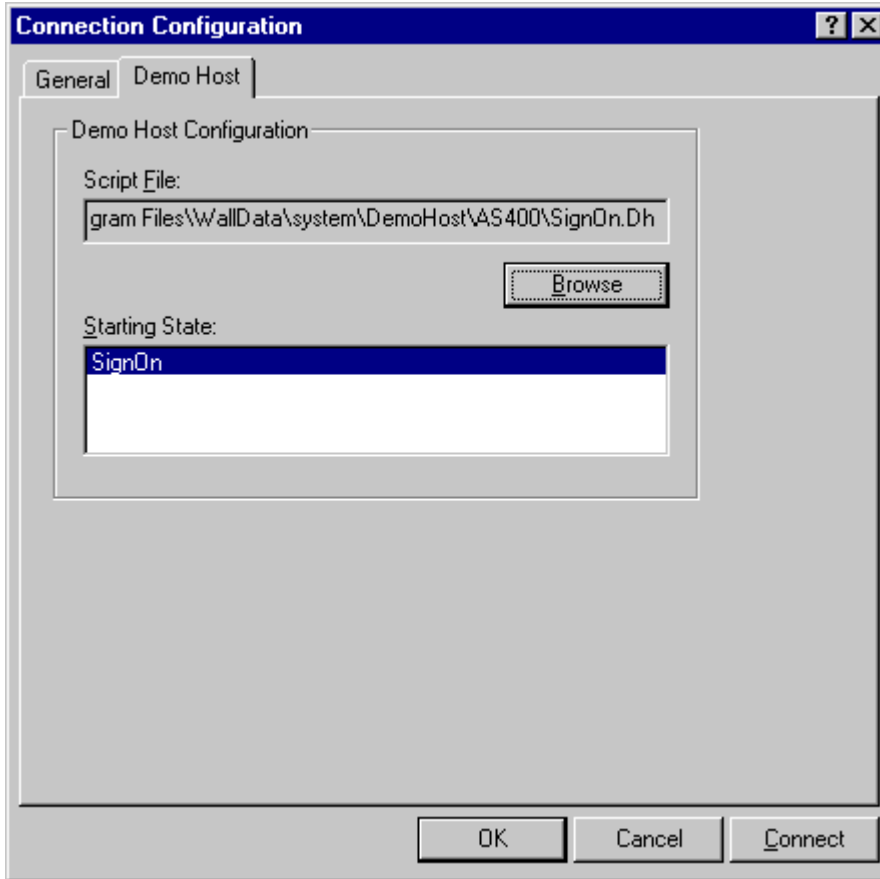 Connection Configuration
General Demo Host
Demo Host Configuration
Script File:
gram Files\WallData\system\DemoHost\AS400\SignOn.Dh
Browse
Starting State:
SignOn
OK Cancel Connect